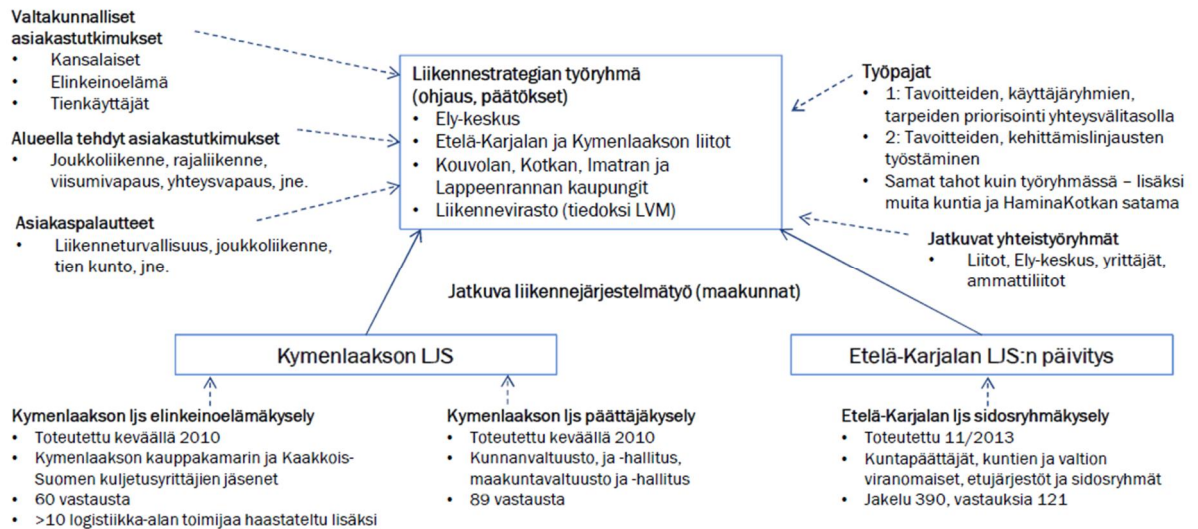 Valtakunnalliset
asiakastutkimukset
• Kansalaiset
• Elinkeinoelämä
• Tienkäyttäjät
Alueella tehdyt asiakastutkimukset
• Joukkoliikenne, rajaliikenne,
viisumivapaus, yhteysvapaus, jne.
Asiakaspalautteet
• Liikenneturvallisuus, joukkoliikenne,
tien kunto, jne.
Liikennestrategian työryhmä
(ohjaus, päätökset)
• Ely-keskus
• Etelä-Karjalan ja Kymenlaakson liitot
• Kouvolan, Kotkan, Imatran ja
Lappeenrannan kaupungit
• Liikennevirasto (tiedoksi LVM)
Työpajat
• 1: Tavoitteiden, käyttäjäryhmien,
tarpeiden priorisointi yhteysvälitasolla
• 2: Tavoitteiden, kehittämislinjausten
työstäminen
• Samat tahot kuin työryhmässä – lisäksi
muita kuntia ja HaminaKotkan satama
Jatkuvat yhteistyöryhmät
• Liitot, Ely-keskus, yrittäjät,
ammattiliitot
Jatkuva liikennejärjestelmätyö (maakunnat)
Kymenlaakson LJS
Etelä-Karjalan LJS:n päivitys
Kymenlaakson ljs elinkeinoelämäkysely
• Toteutettu keväällä 2010
• Kymenlaakson kauppakamarin ja Kaakkois-
Suomen kuljetusyrittäjien jäsenet
• 60 vastausta
• >10 logistiikka-alan toimijaa haastateltu lisäksi
Kymenlaakson ljs päättäjäkysely
• Toteutettu keväällä 2010
• Kunnanvaltuusto, ja -hallitus,
maakuntavaltuusto ja -hallitus
• 89 vastausta
Etelä-Karjalan ljs sidosryhmäkysely
• Toteutettu 11/2013
• Kuntapäättäjät, kuntien ja valtion
viranomaiset, etujärjestöt ja sidosryhmät
• Jakelu 390, vastauksia 121